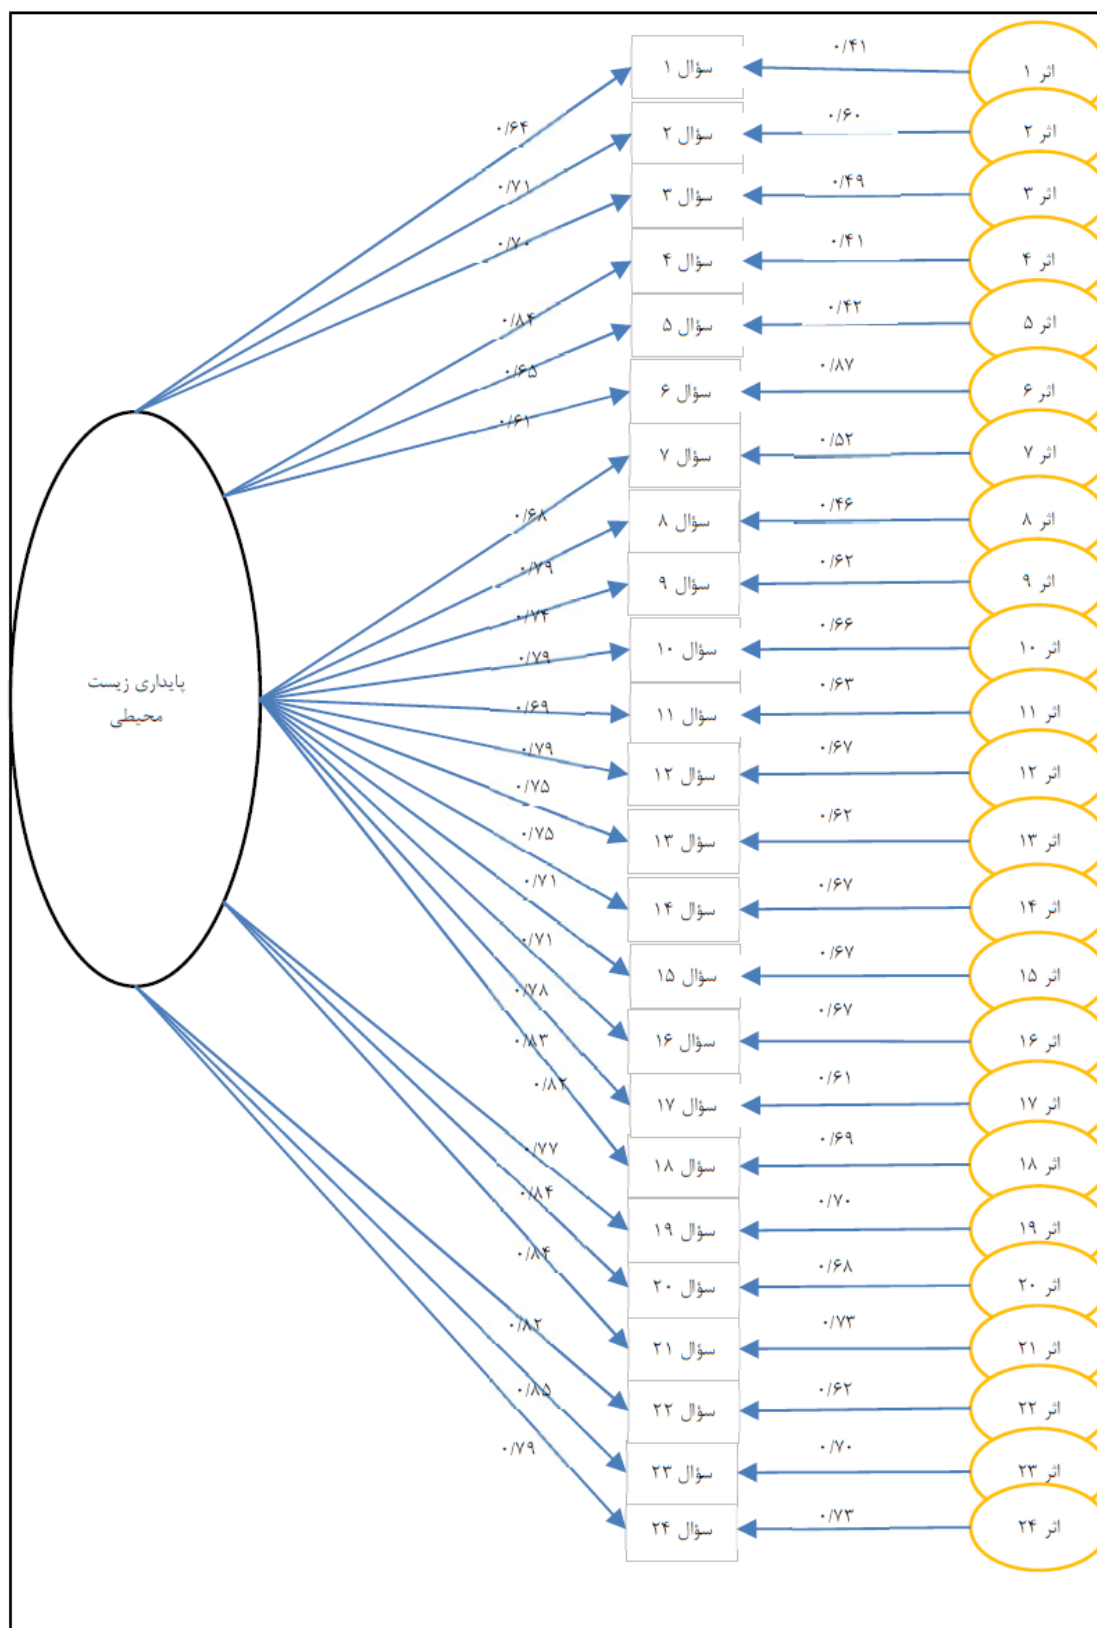 اثر ۱
اثر ۲
اثر ۳
اثر ۴
اثر ۵
اثر ۶
اثر ۷
اثر ۸
اثر ۹
اثر ۱۰
اثر ۱۱
اثر ۱۲
اثر ۱۳
اثر ۱۴
اثر ۱۵
اثر ۱۶
اثر ۱۷
اثر ۱۸
اثر ۱۹
اثر ۲۰
اثر ۲۱
اثر ۲۲
اثر ۲۳
اثر ۲۴
۰/۴۱
۰/۶۰
۰/۴۹
۰/۴۱
۰/۴۲
۰/۸۷
۰/۵۲
۰/۴۶
۰/۶۲
۰/۶۶
۰/۶۳
۰/۶۷
۰/۶۲
۰/۶۷
۰/۶۷
۰/۶۷
۰/۶۱
۰/۶۹
۰/۷۰
۰/۶۸
۰/۷۳
۰/۶۲
۰/۷۰
۰/۷۳
سؤال ۱
سؤال ۲
سؤال ۳
سؤال ۴
سؤال ۵
سؤال ۶
سؤال ۷
سؤال ۸
سؤال ۹
سؤال ۱۰
سؤال ۱۱
سؤال ۱۲
سؤال ۱۳
سؤال ۱۴
سؤال ۱۵
سؤال ۱۶
سؤال ۱۷
سؤال ۱۸
سؤال ۱۹
سؤال ۲۰
سؤال ۲۱
سؤال ۲۲
سؤال ۲۳
سؤال ۲۴
۰/۶۴
۰/۷۱
۰/۷۰
۰/۸۴
۰/۶۵
۰/۶۱
۰/۶۸
۰/۷۹
۰/۷۴
۰/۷۹
۰/۶۹
۰/۷۹
۰/۷۵
۰/۷۵
۰/۷۱
۰/۷۱
۰/۷۸
۰/۸۳
۰/۸۲
۰/۷۷
۰/۸۴
۰/۸۴
۰/۸۲
۰/۸۵
۰/۷۹
پایداری زیست
محیطی